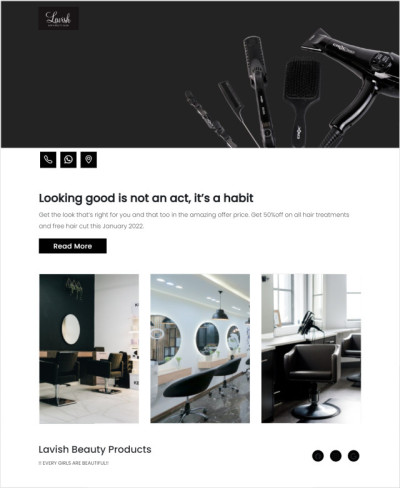 Lavish
Looking good is not an act, it's a habit
Get the look that's right for you and that too in the amazing offer price. Get 50%off on all hair treatments
and free hair cut this January 2022.
Read More
Lavish Beauty Products
!! EVERY GIRLS ARE BEAUTIFUL!!